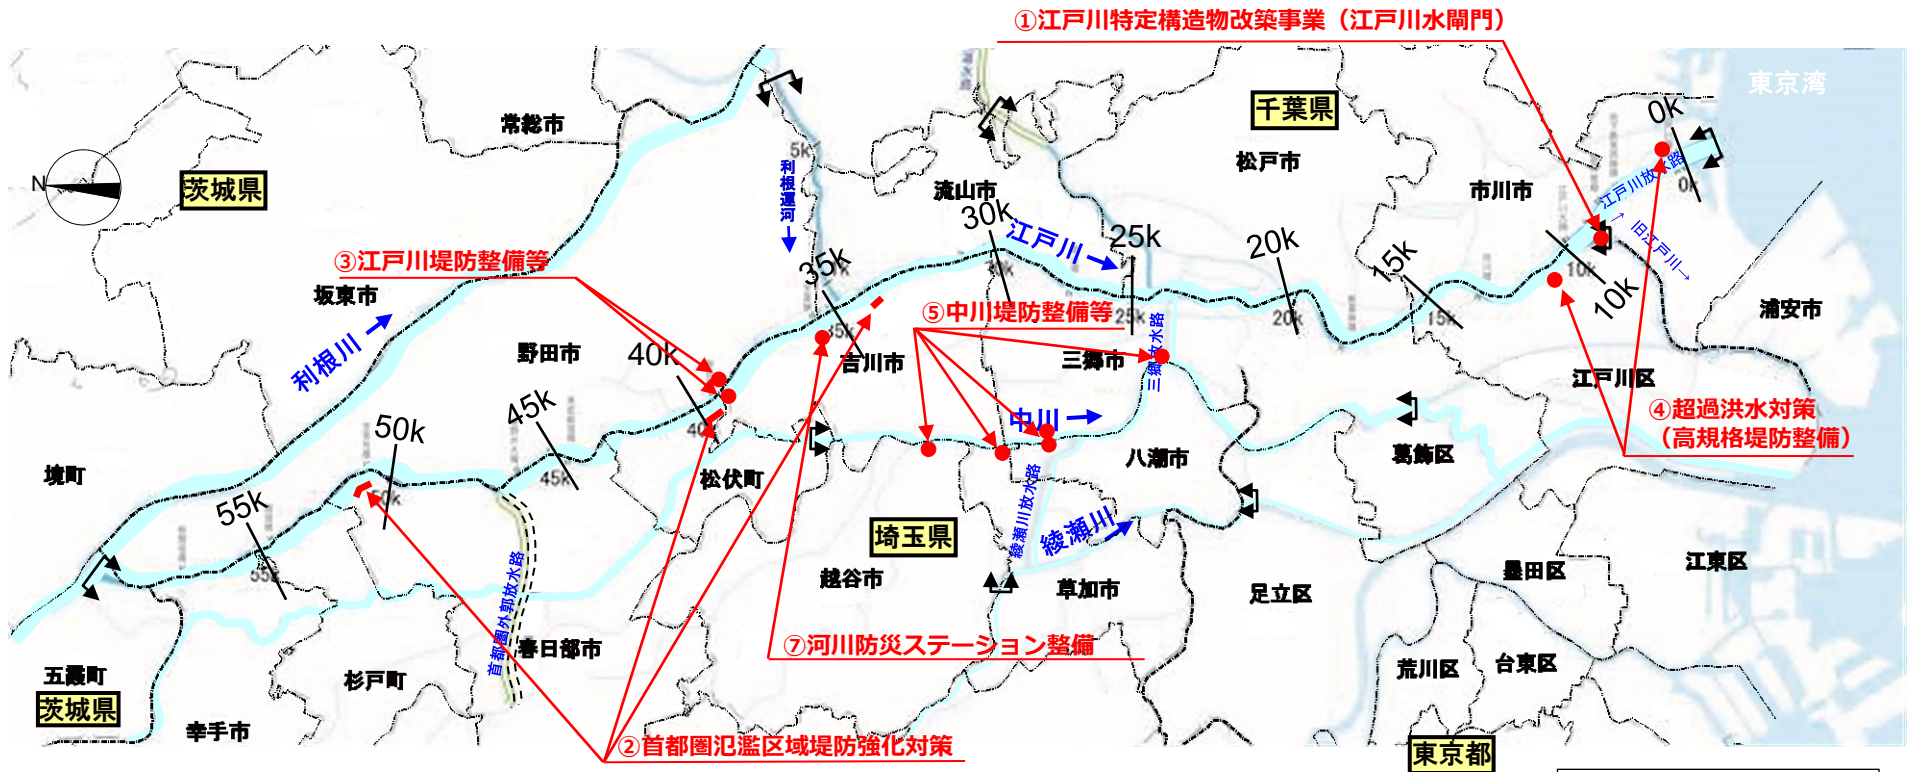 ①江戸川特定構造物改築事業（江戸川水閘門）
東京湾
千葉県
0k
常総市
5k
松戸市
N
茨城県
利根運河
流山市
市川市
江戸川放水路
0k
30k
江戸川
25k
20k
→
旧江戸川→
③江戸川堤防整備等
35k
15k
10k
10k
坂東市
⑤中川堤防整備等
25k
20k
15k
浦安市
利根川
野田市
40k
35k
吉川市
三郷市
三郷放水路
江戸川区
45k
50k
中川
④超過洪水対策
（高規格堤防整備）
40k
境町
45k
松伏町
八潮市
葛飾区
50k
55k
綾瀬川放水路
綾瀬川
埼玉県
55k
首都圏外郭放水路
越谷市
草加市
足立区
墨田区
江東区
春日部市
⑦河川防災ステーション整備
五霞町
杉戸町
荒川区
台東区
茨城県
幸手市
②首都圏氾濫区域堤防強化対策
東京都